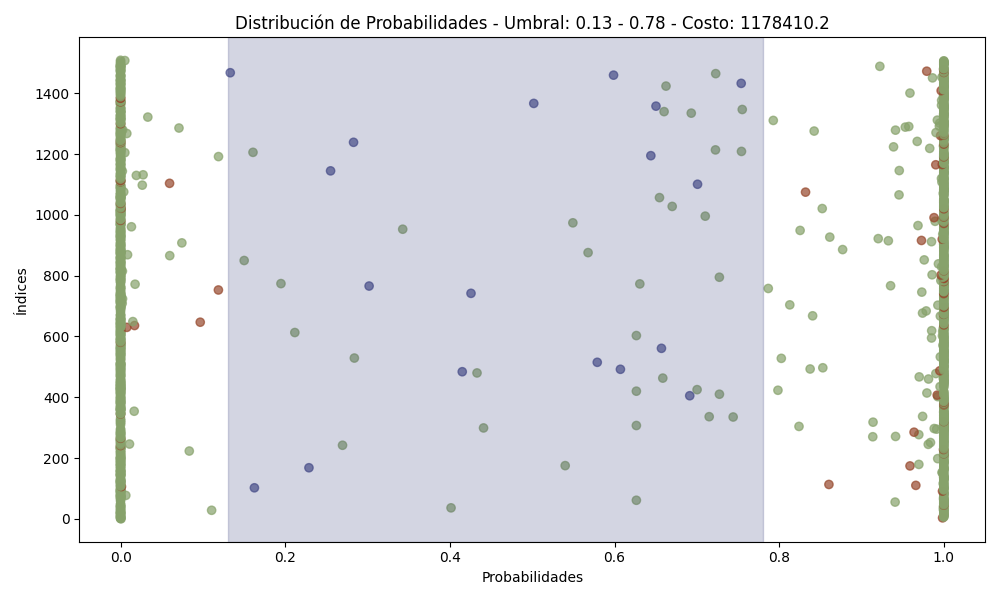 Distribución de Probabilidades - Umbral: 0.13 - 0.78 - Costo: 1178410.2
Índices
1400
1200
1000
800
600
400
200
0
0.0 0.2 0.4 0.6 0.8 1.0
Probabilidades